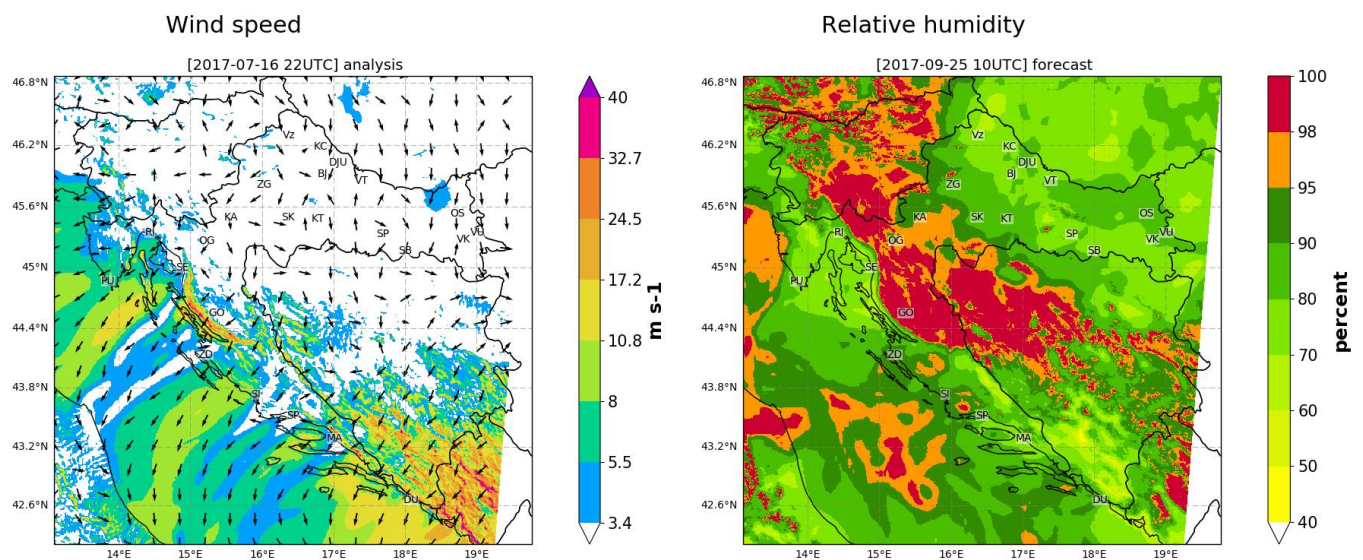 Wind speed
Relative humidity
[2017-07-16 22UTC] analysis
[2017-09-25 10UTC] forecast
46.8°N
46.2°N
45.6°N
45°N
44.4°N
43.8°N
43.2°N
42.6°N
14°E 15°E 16°E 17°E 18°E 19°E
Vz
KC
DJU
BJ
VT
ZG
KA
SK
KT
OS
VU
VK
SP
SB
RI
OG
SE
PU
GO
ZD
SI
SP
MA
DU
40
32.7
24.5
17.2
10.8
8
5.5
3.4
m s-1
46.8°N
46.2°N
45.6°N
45°N
44.4°N
43.8°N
43.2°N
42.6°N
14°E 15°E 16°E 17°E 18°E 19°E
Vz
KC
DJU
BJ
VT
ZG
KA
SK
KT
OS
VU
VK
SP
SB
RJ
OG
SE
PU
GO
ZD
SI
SP
MA
DU
100
98
95
90
80
70
60
50
40
percent